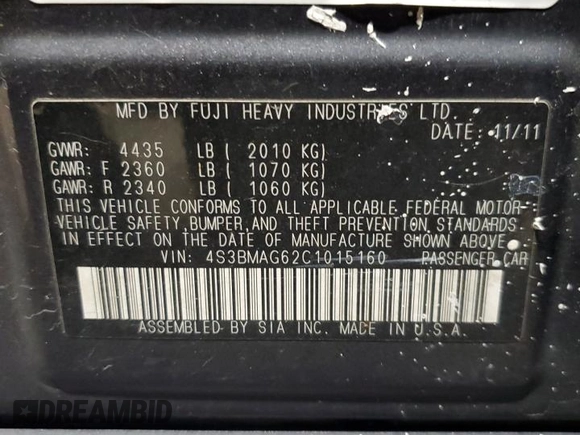 MFD BY FUJI HEAVY INDUSTRIES LTD.
DATE: 11/11
GVWR: 4435 LB ( 2010 KG)
GAWR: F 2360 LB ( 1070 KG)
GAWR: R 2340 LB ( 1060 KG)
THIS VEHICLE CONFORMS TO ALL APPLICABLE FEDERAL MOTOR
VEHICLE SAFETY, BUMPER, AND THEFT PREVENTION STANDARDS
IN EFFECT ON THE DATE OF MANUFACTURE SHOWN ABOVE.
VIN: 4S3BMAG62C1015160 PASSENGER CAR
ASSEMBLED BY SIA INC. MADE IN U.S.A.
DREAMBID